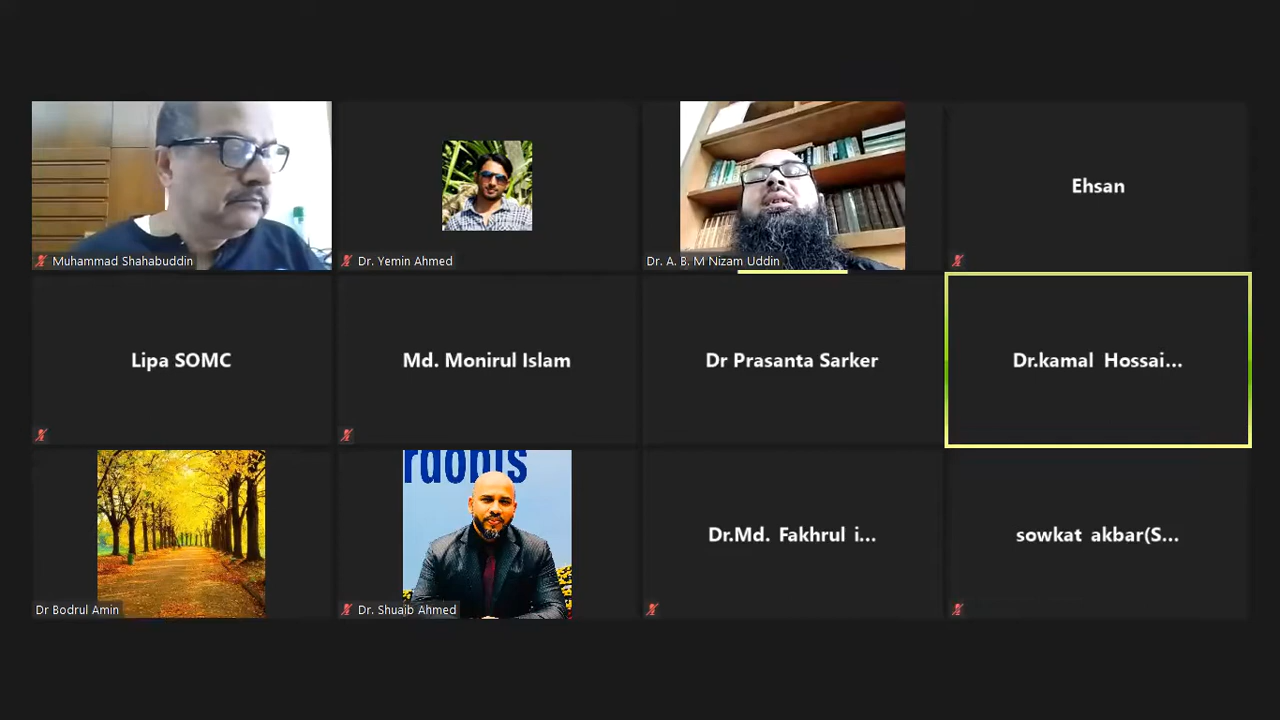 Muhammad Shahabuddin
Dr. Yemin Ahmed
Dr. A. B. M Nizam Uddin
Ehsan
Lipa SOMC
Md. Monirul Islam
Dr Prasanta Sarker
Dr.kamal Hossai...
Dr Bodrul Amin
rdonis
Dr. Shuaib Ahmed
Dr.Md. Fakhrul i...
sowkat akbar(S...